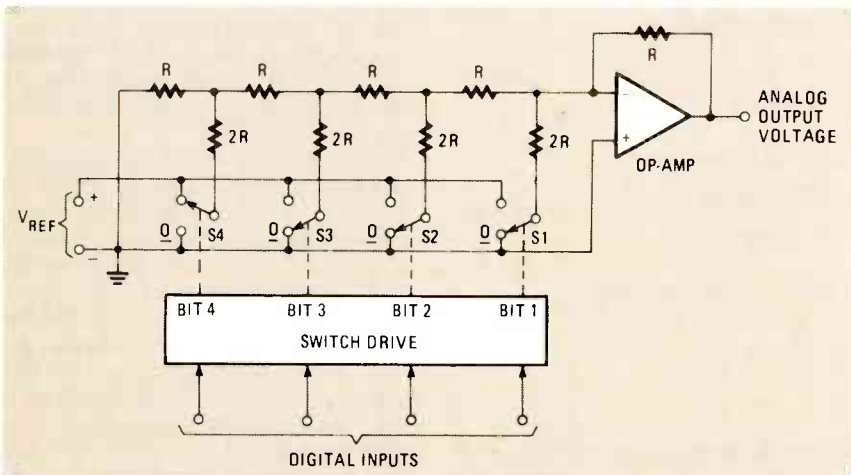 R R R R R
2R 2R 2R 2R
- +
OP-AMP
ANALOG
OUTPUT
VOLTAGE
VREF
+
-
0 S4 0 S3 0 S2 0 S1
BIT 4 BIT 3 BIT 2 BIT 1
SWITCH DRIVE
DIGITAL INPUTS